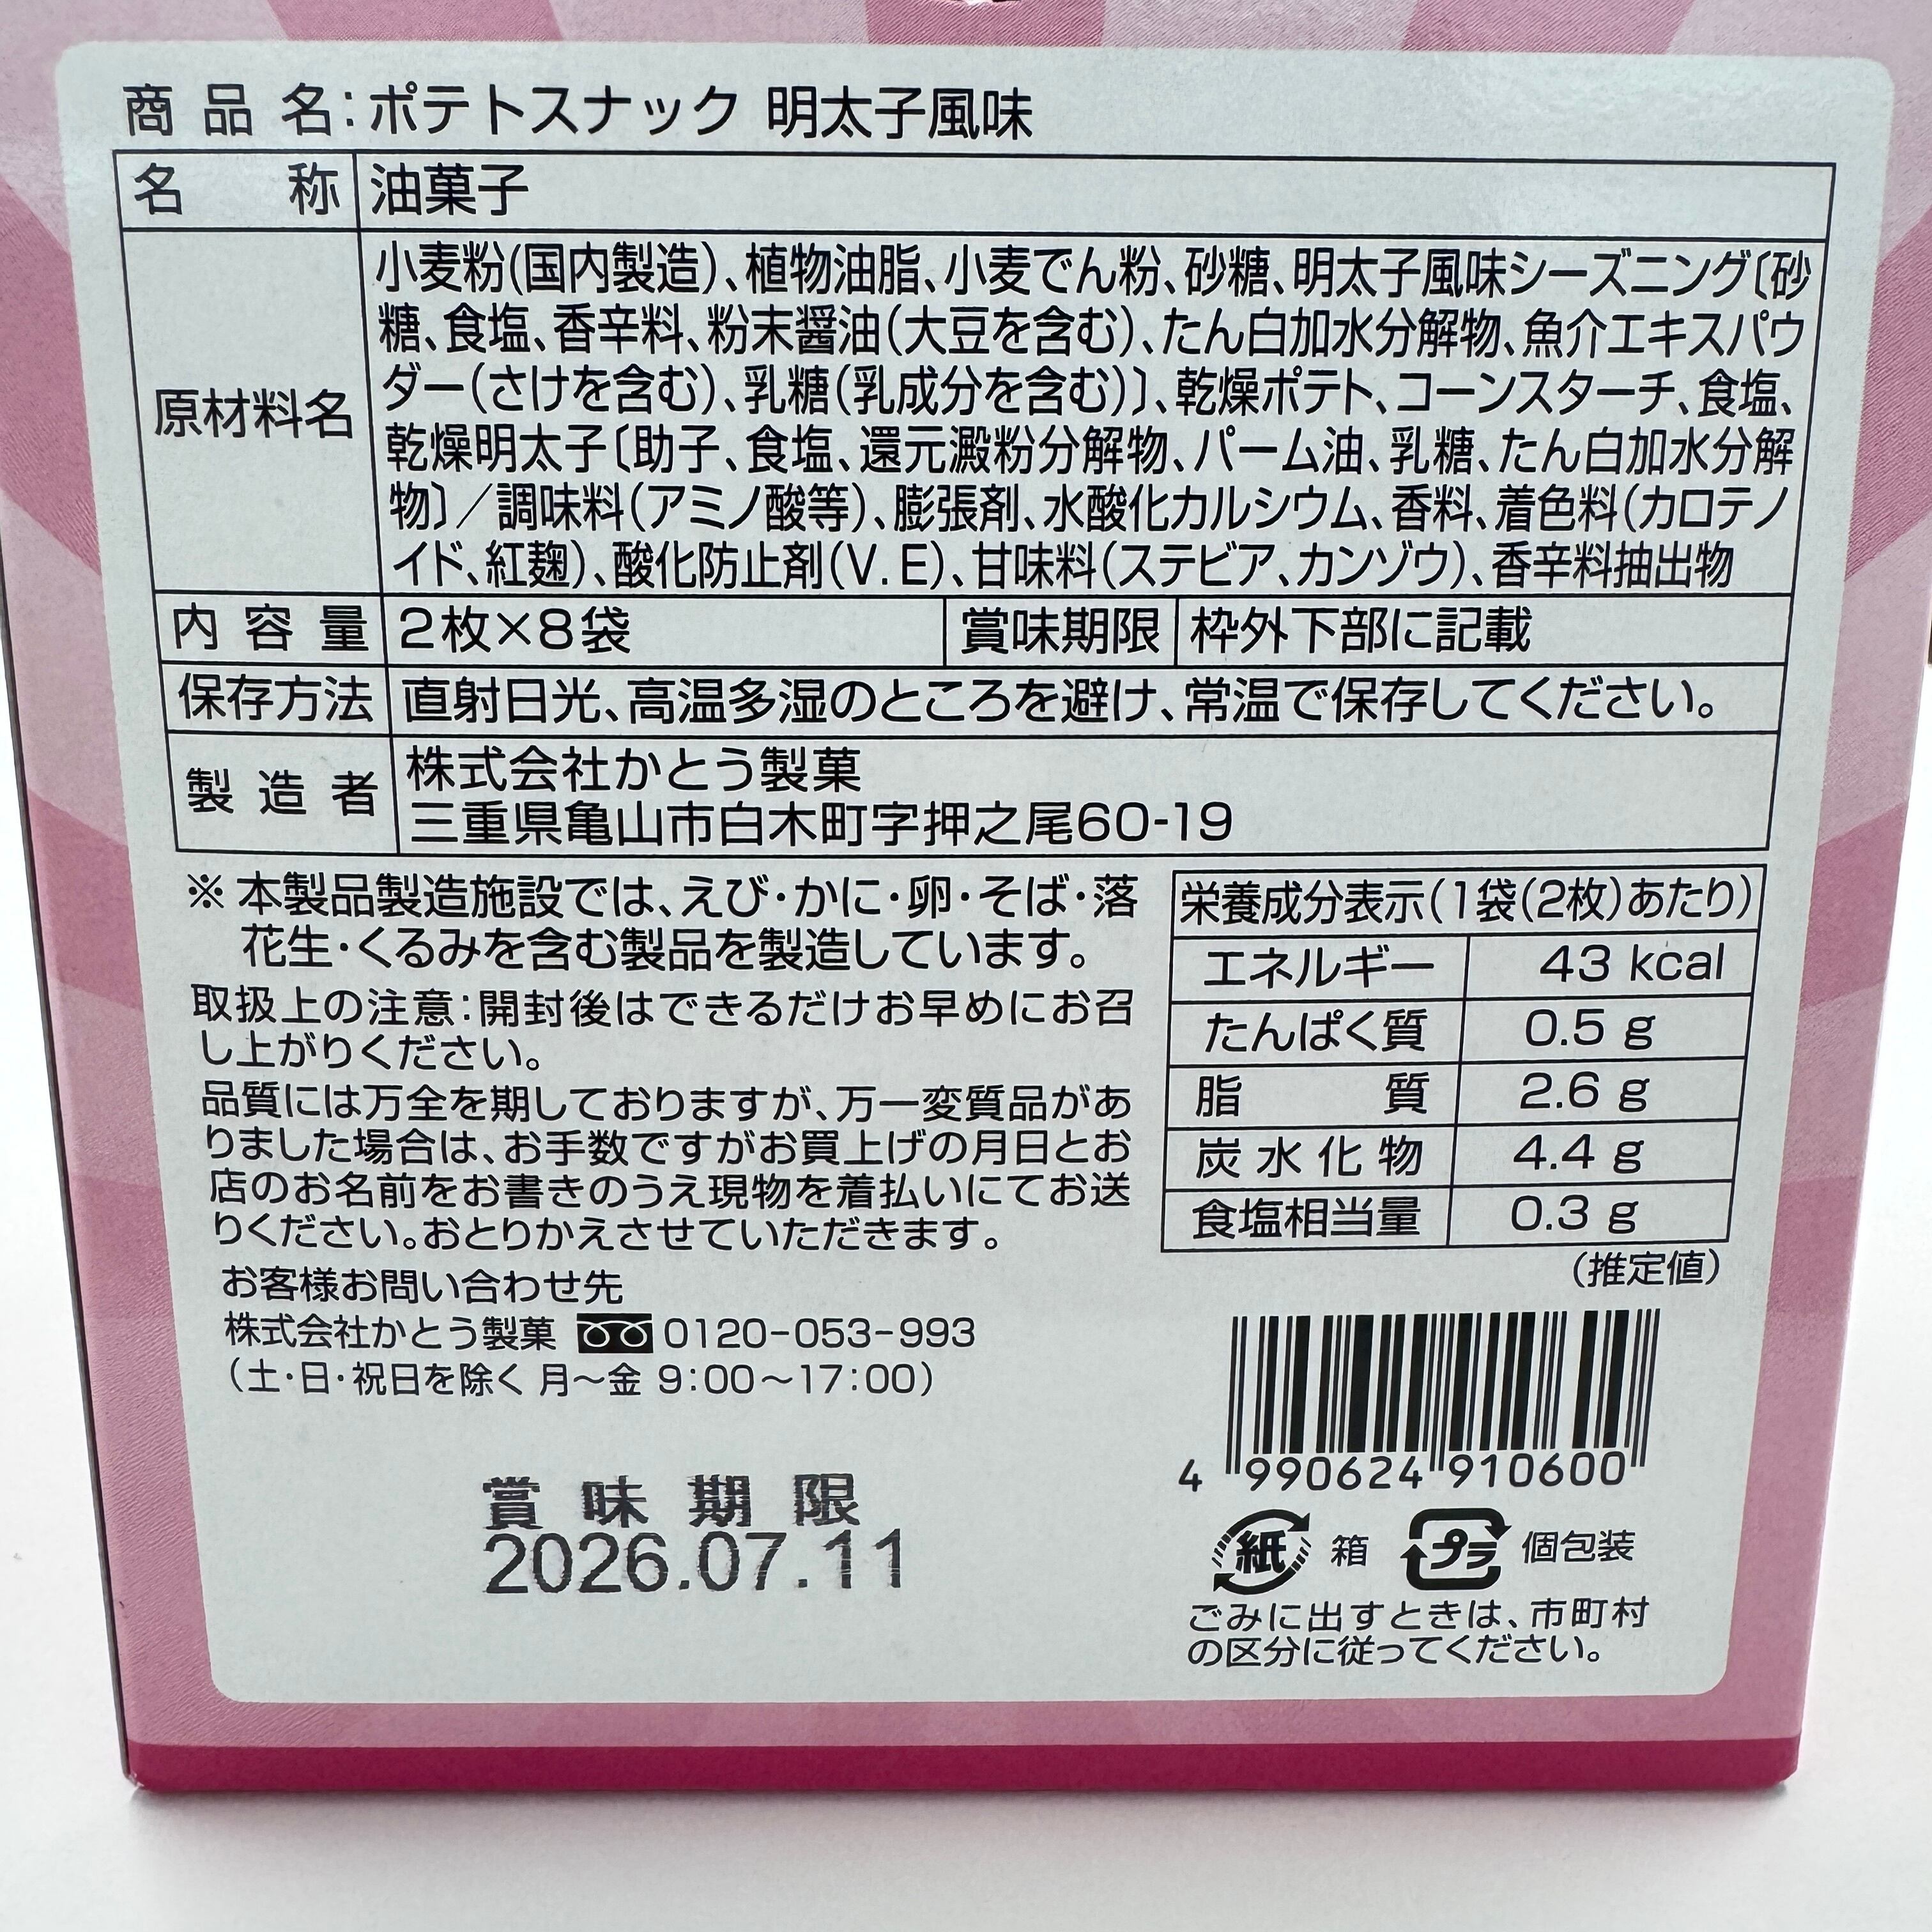 商品名:ポテトスナック 明太子風味
名称 油菓子
原材料名
小麦粉(国内製造)、植物油脂、小麦でん粉、砂糖、明太子風味シーズニング〔砂
糖、食塩、香辛料、粉末醤油(大豆を含む)、たん白加水分解物、魚介エキスパウ
ダー(さけを含む)、乳糖(乳成分を含む)〕、乾燥ポテト、コーンスターチ、食塩、
乾燥明太子〔助子、食塩、還元澱粉分解物、パーム油、乳糖、たん白加水分解
物〕/調味料(アミノ酸等)、膨張剤、水酸化カルシウム、香料、着色料(カロテノ
イド、紅麹)、酸化防止剤(V.E)、甘味料(ステビア、カンゾウ)、香辛料抽出物
内容量 2枚×8袋 賞味期限 枠外下部に記載
保存方法 直射日光、高温多湿のところを避け、常温で保存してください。
製造者
株式会社かとう製菓
三重県亀山市白木町字押之尾60-19
※本製品製造施設では、えび・かに・卵・そば・落
花生・くるみを含む製品を製造しています。
取扱上の注意:開封後はできるだけお早めにお召
し上がりください。
品質には万全を期しておりますが、万一変質品があ
りました場合は、お手数ですがお買上げの月日とお
店のお名前をお書きのうえ現物を着払いにてお送
りください。おとりかえさせていただきます。
お客様お問い合わせ先
株式会社かとう製菓 0120-053-993
(土・日・祝日を除く 月〜金 9:00〜17:00)
賞味期限
2026.07.11
栄養成分表示(1袋(2枚)あたり)
エネルギー 43 kcal
たんぱく質 0.5 g
脂質 2.6 g
炭水化物 4.4 g
食塩相当量 0.3 g
(推定値)
4 990624 910600
紙 箱 プラ 個包装
ごみに出すときは、市町村
の区分に従ってください。